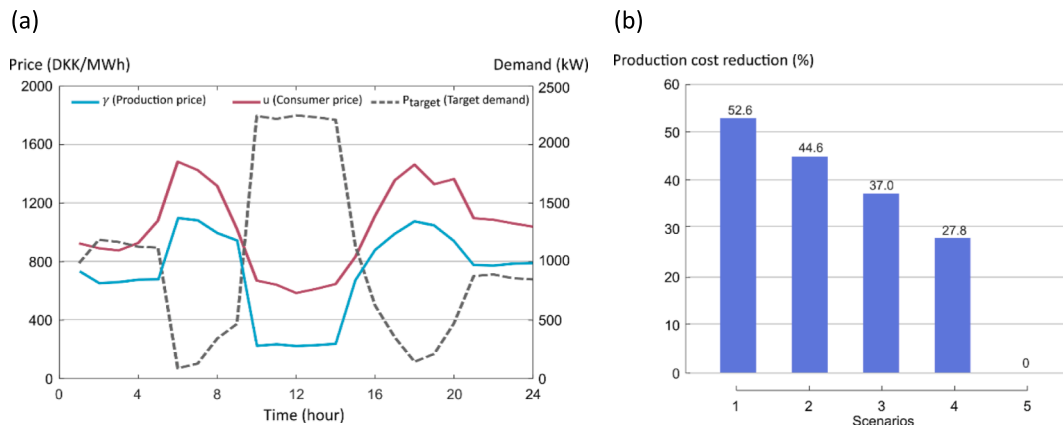 (a)
Price (DKK/MWh) Demand (kW)
γ (Production price) u (Consumer price) Ptarget (Target demand)
2000
1600
1200
800
400
0
2500
2000
1500
1000
500
0
0 4 8 12 16 20 24
Time (hour)
(b)
Production cost reduction (%)
60
50
40
30
20
10
0
52.6
44.6
37.0
27.8
0
1 2 3 4 5
Scenarios